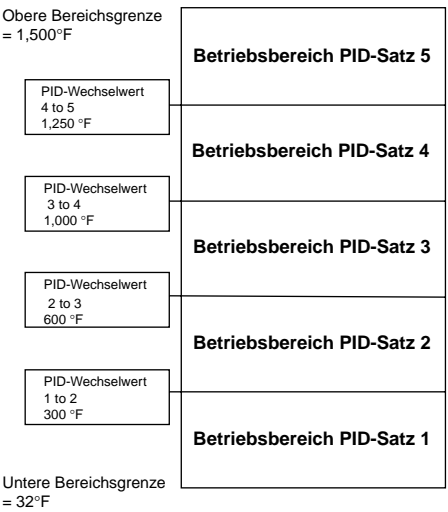 Obere Bereichsgrenze
= 1,500°F
Betriebsbereich PID-Satz 5
PID-Wechselwert
4 to 5
1,250 °F
Betriebsbereich PID-Satz 4
PID-Wechselwert
3 to 4
1,000 °F
Betriebsbereich PID-Satz 3
PID-Wechselwert
2 to 3
600 °F
Betriebsbereich PID-Satz 2
PID-Wechselwert
1 to 2
300 °F
Betriebsbereich PID-Satz 1
Untere Bereichsgrenze
= 32°F